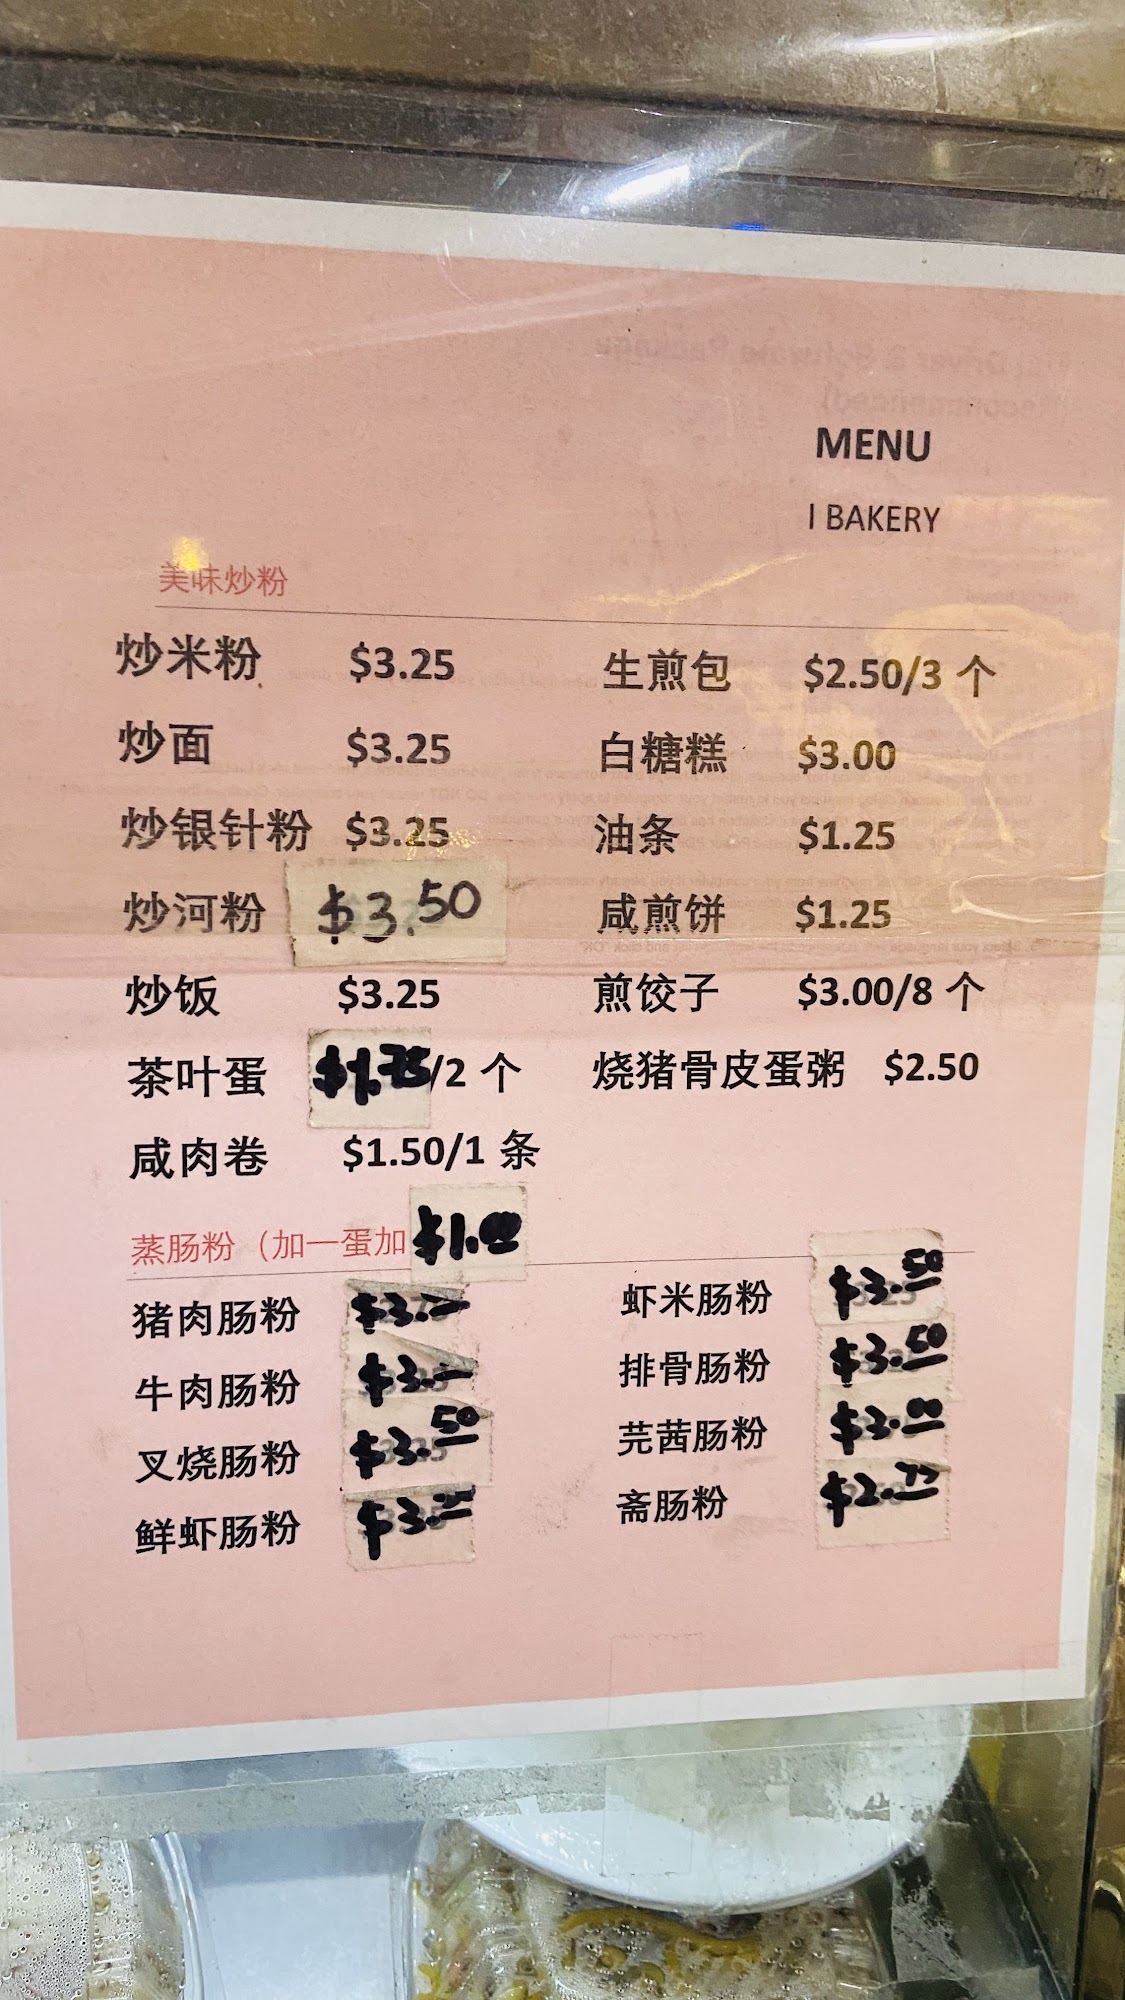 MENU
I BAKERY
美味炒粉
炒米粉 $3.25 生煎包 $2.50/3 个
炒面 $3.25 白糖糕 $3.00
炒银针粉 $3.25 油条 $1.25
炒河粉 $3.50 咸煎饼 $1.25
炒饭 $3.25 煎饺子 $3.00/8 个
茶叶蛋 $1.75/2 个 烧猪骨皮蛋粥 $2.50
咸肉卷 $1.50/1 条
蒸肠粉（加一蛋加 $1.00
猪肉肠粉 虾米肠粉 $3.50
牛肉肠粉 排骨肠粉 $3.50
叉烧肠粉 $3.50 芫茜肠粉 $3.00
鲜虾肠粉 斋肠粉 $2.75